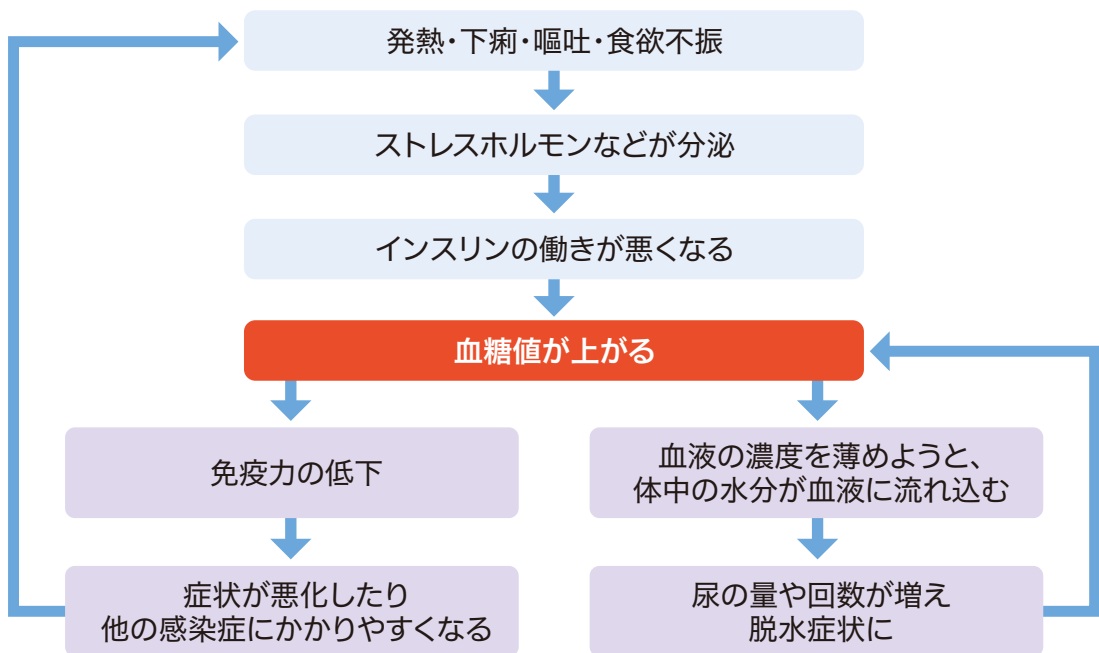 発熱・下痢・嘔吐・食欲不振
ストレスホルモンなどが分泌
インスリンの働きが悪くなる
血糖値が上がる
免疫力の低下
症状が悪化したり
他の感染症にかかりやすくなる
血液の濃度を薄めようと、
体中の水分が血液に流れ込む
尿の量や回数が増え
脱水症状に